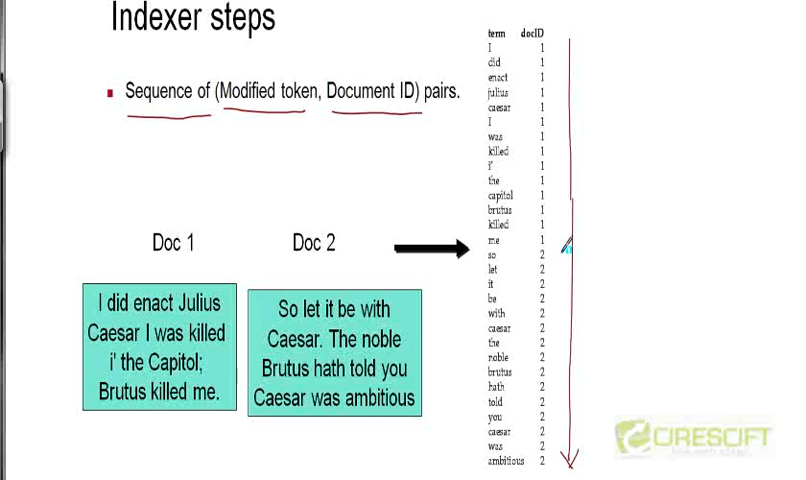 Indexer steps
Sequence of (Modified token, Document ID) pairs.
Doc 1
Doc 2
I did enact Julius
Caesar I was killed
i' the Capitol;
Brutus killed me.
So let it be with
Caesar. The noble
Brutus hath told you
Caesar was ambitious
term docID
I 1
did 1
enact 1
julius 1
caesar 1
I 1
was 1
killed 1
i' 1
the 1
capitol 1
brutus 1
killed 1
me 1
so 2
let 2
it 2
be 2
with 2
caesar 2
the 2
noble 2
brutus 2
hath 2
told 2
you 2
caesar 2
was 2
ambitious 2